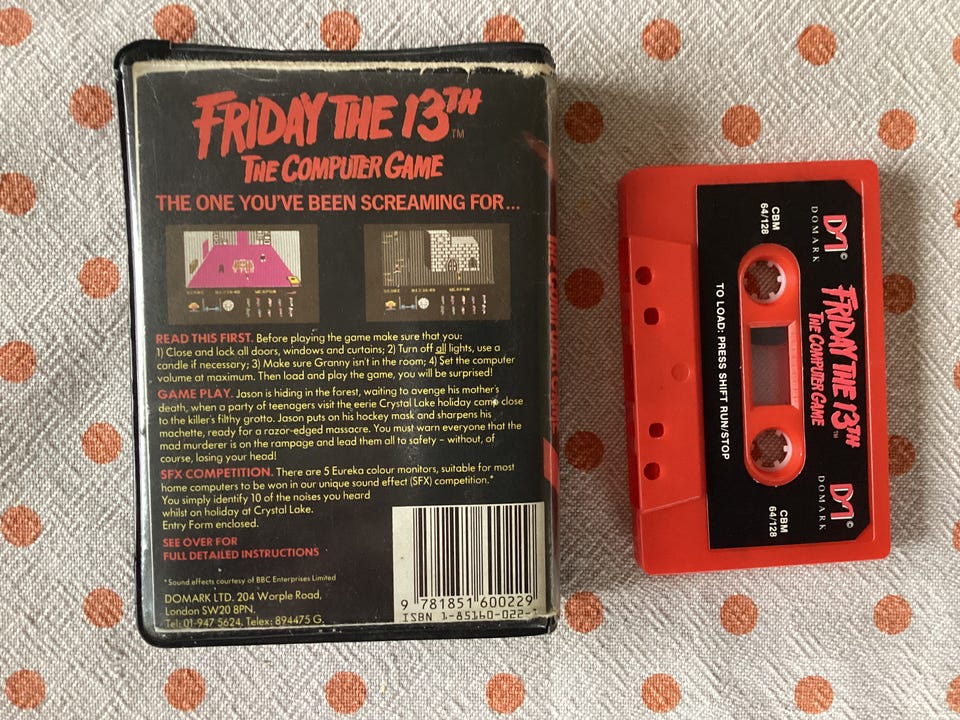 FRIDAY THE 13TH™
THE COMPUTER GAME
THE ONE YOU'VE BEEN SCREAMING FOR...
READ THIS FIRST. Before playing the game make sure that you:
1) Close and lock all doors, windows and curtains; 2) Turn off all lights, use a
candle if necessary; 3) Make sure Granny isn't in the room; 4) Set the computer
volume at maximum. Then load and play the game, you will be surprised!
GAME PLAY. Jason is hiding in the forest, waiting to avenge his mother's
death, when a party of teenagers visit the eerie Crystal Lake holiday camp close
to the killer's filthy grotto. Jason puts on his hockey mask and sharpens his
machette, ready for a razor-edged massacre. You must warn everyone that the
mad murderer is on the rampage and lead them all to safety – without, of
course, losing your head!
SFX COMPETITION. There are 5 Eureka colour monitors, suitable for most
home computers to be won in our unique sound effect (SFX) competition.*
You simply identify 10 of the noises you heard
whilst on holiday at Crystal Lake.
Entry Form enclosed.
SEE OVER FOR
FULL DETAILED INSTRUCTIONS
*Sound effects courtesy of BBC Enterprises Limited
DOMARK LTD. 204 Worple Road,
London SW20 8PN.
Tel: 01-947 5624, Telex: 894475 G.
9 781851 600229
ISBN 1-85160-022-
DM©
DOMARK
CBM
64/128
FRIDAY THE 13TH™
THE COMPUTER GAME
TO LOAD: PRESS SHIFT RUN/STOP
DM©
DOMARK
CBM
64/128